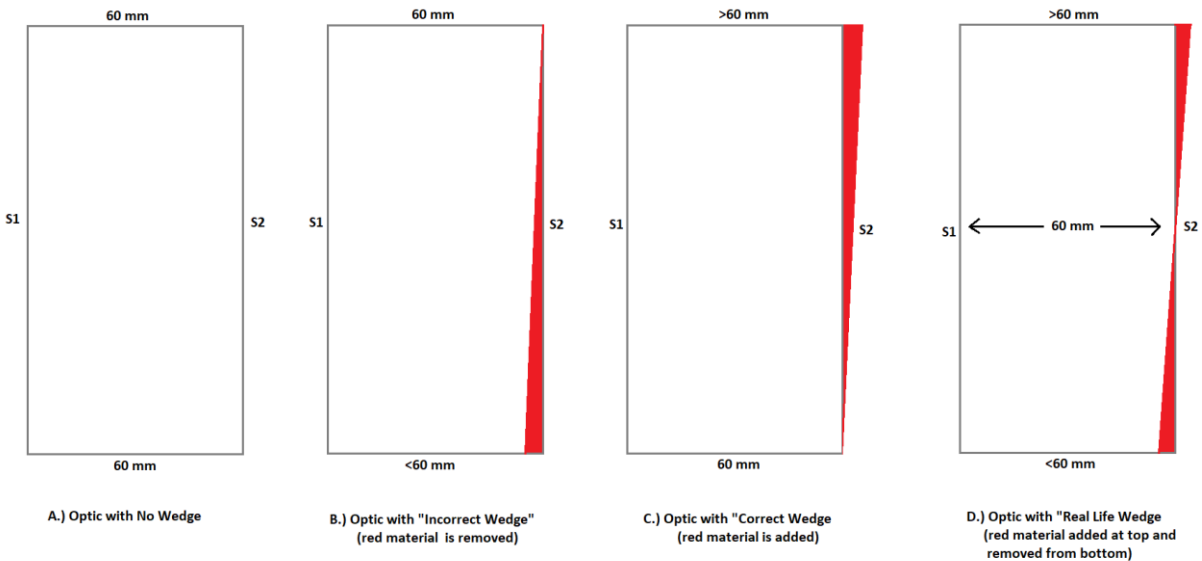 60 mm
60 mm
>60 mm
>60 mm
S1
S2
S1
S2
S1
S2
S1
60 mm
S2
60 mm
<60 mm
60 mm
<60 mm
A.) Optic with No Wedge
B.) Optic with "Incorrect Wedge"
(red material is removed)
C.) Optic with "Correct Wedge
(red material is added)
D.) Optic with "Real Life Wedge
(red material added at top and
removed from bottom)